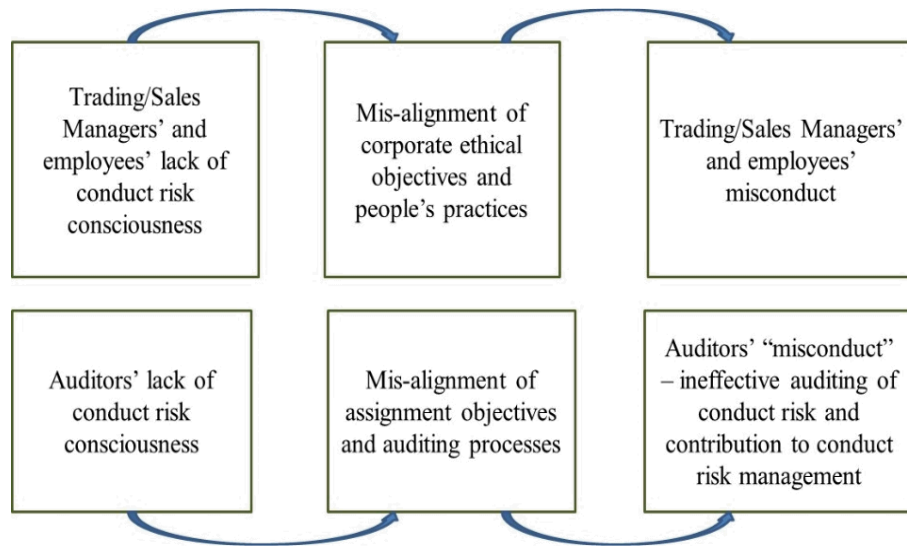 Trading/Sales
Managers’ and
employees’ lack of
conduct risk
consciousness
Mis-alignment of
corporate ethical
objectives and
people’s practices
Trading/Sales Managers’
and employees’
misconduct
Auditors’ lack of
conduct risk
consciousness
Mis-alignment of
assignment objectives
and auditing processes
Auditors’ “misconduct”
– ineffective auditing of
conduct risk and
contribution to conduct
risk management